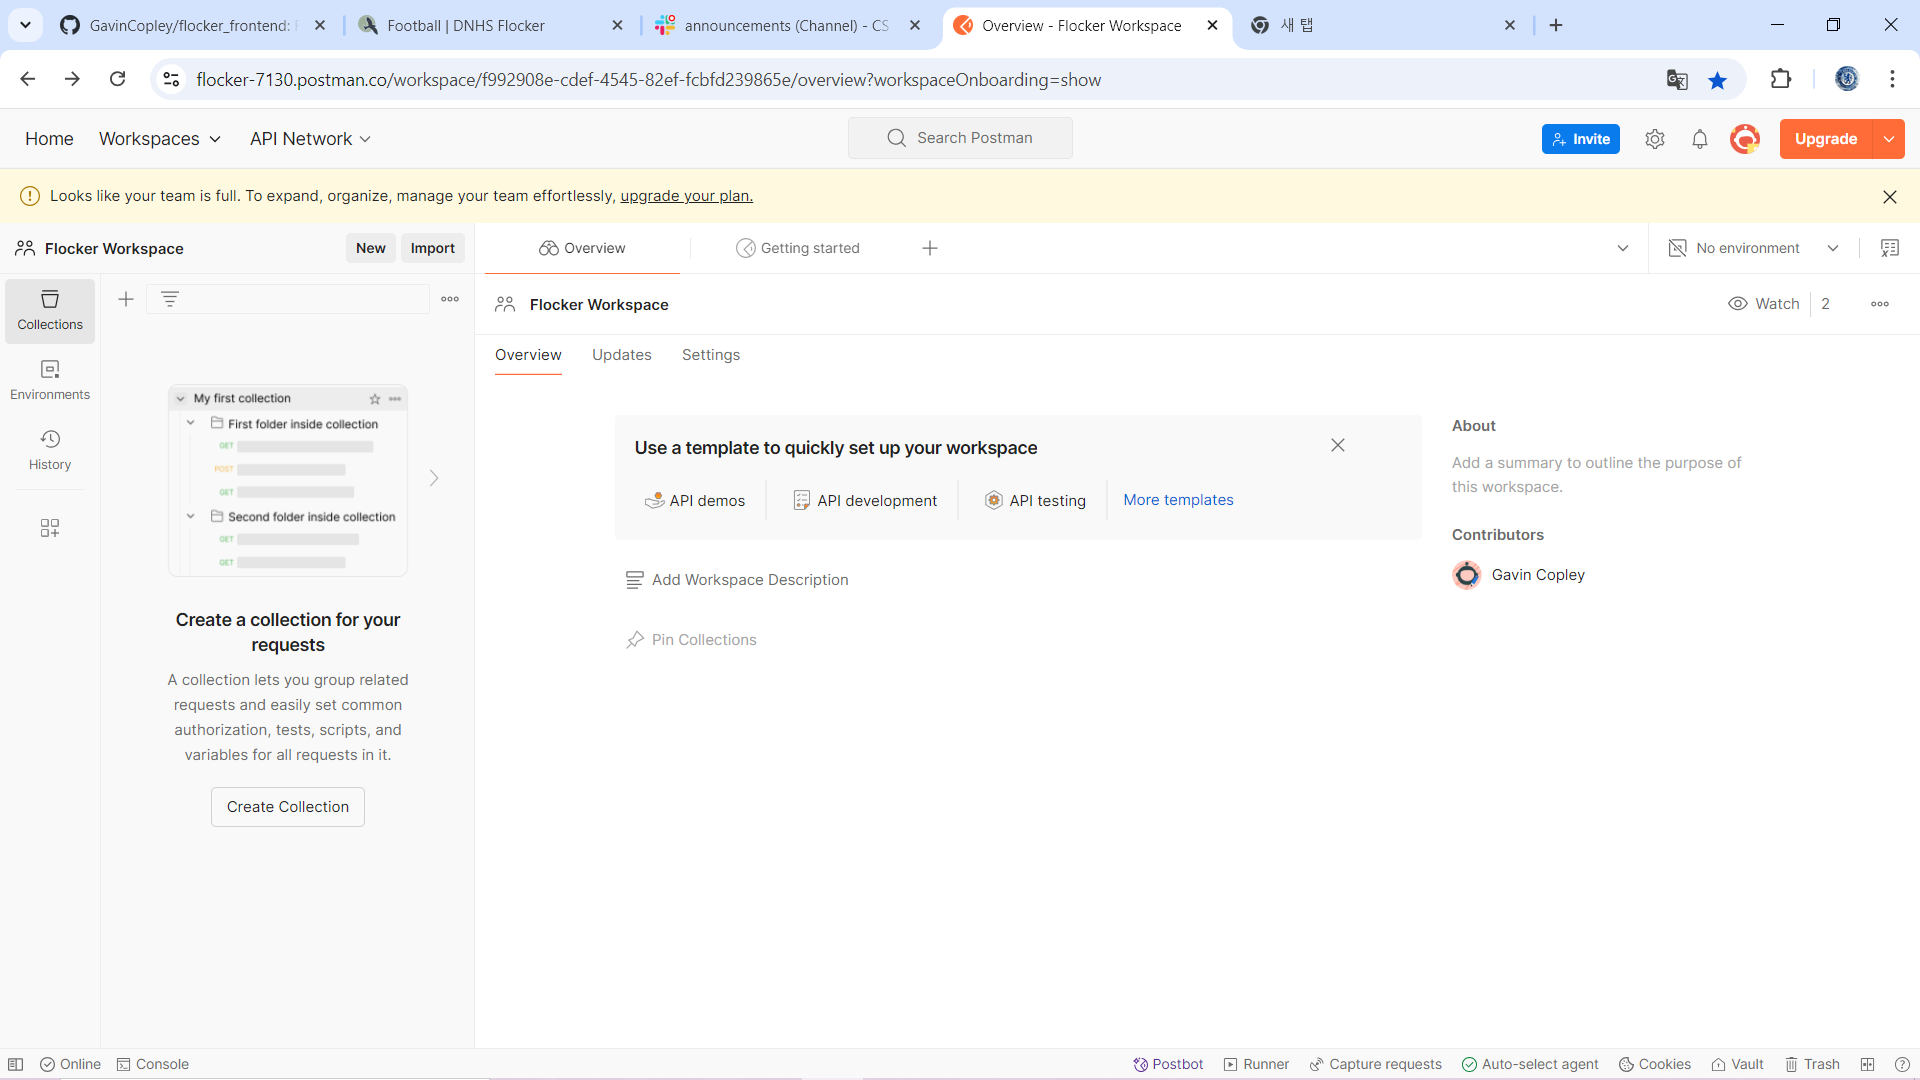 GavinCopley/flocker_frontend:
Football | DNHS Flocker
announcements (Channel) - CS
Overview - Flocker Workspace
새 탭
flocker-7130.postman.co/workspace/f992908e-cdef-4545-82ef-fcbfd239865e/overview?workspaceOnboarding=show
Home
Workspaces
API Network
Search Postman
Invite
Upgrade
Looks like your team is full. To expand, organize, manage your team effortlessly, upgrade your plan.
Flocker Workspace
New
Import
Overview
Getting started
No environment
Collections
Environments
History
My first collection
First folder inside collection
GET
POST
GET
Second folder inside collection
GET
GET
Create a collection for your
requests
A collection lets you group related
requests and easily set common
authorization, tests, scripts, and
variables for all requests in it.
Create Collection
Flocker Workspace
Watch
2
Overview
Updates
Settings
Use a template to quickly set up your workspace
API demos
API development
API testing
More templates
Add Workspace Description
Pin Collections
About
Add a summary to outline the purpose of
this workspace.
Contributors
Gavin Copley
Online
Console
Postbot
Runner
Capture requests
Auto-select agent
Cookies
Vault
Trash